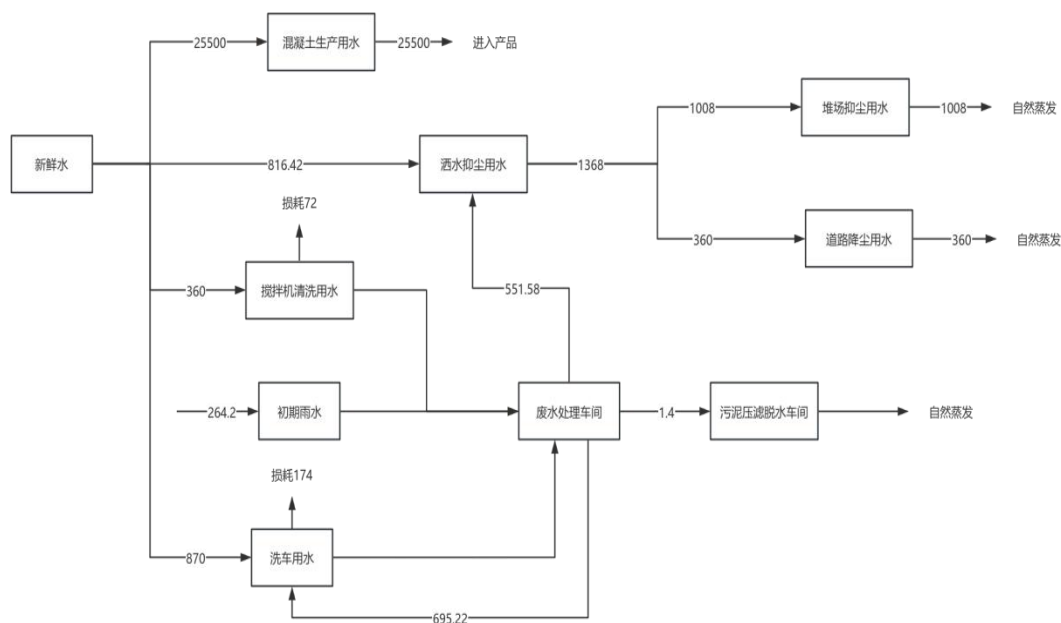 25500
混凝土生产用水
25500
进入产品
1008
堆场抑尘用水
1008
自然蒸发
新鲜水
816.42
洒水抑尘用水
1368
损耗72
360
道路降尘用水
360
自然蒸发
360
搅拌机清洗用水
551.58
264.2
初期雨水
废水处理车间
1.4
污泥压滤脱水车间
自然蒸发
损耗174
870
洗车用水
695.22